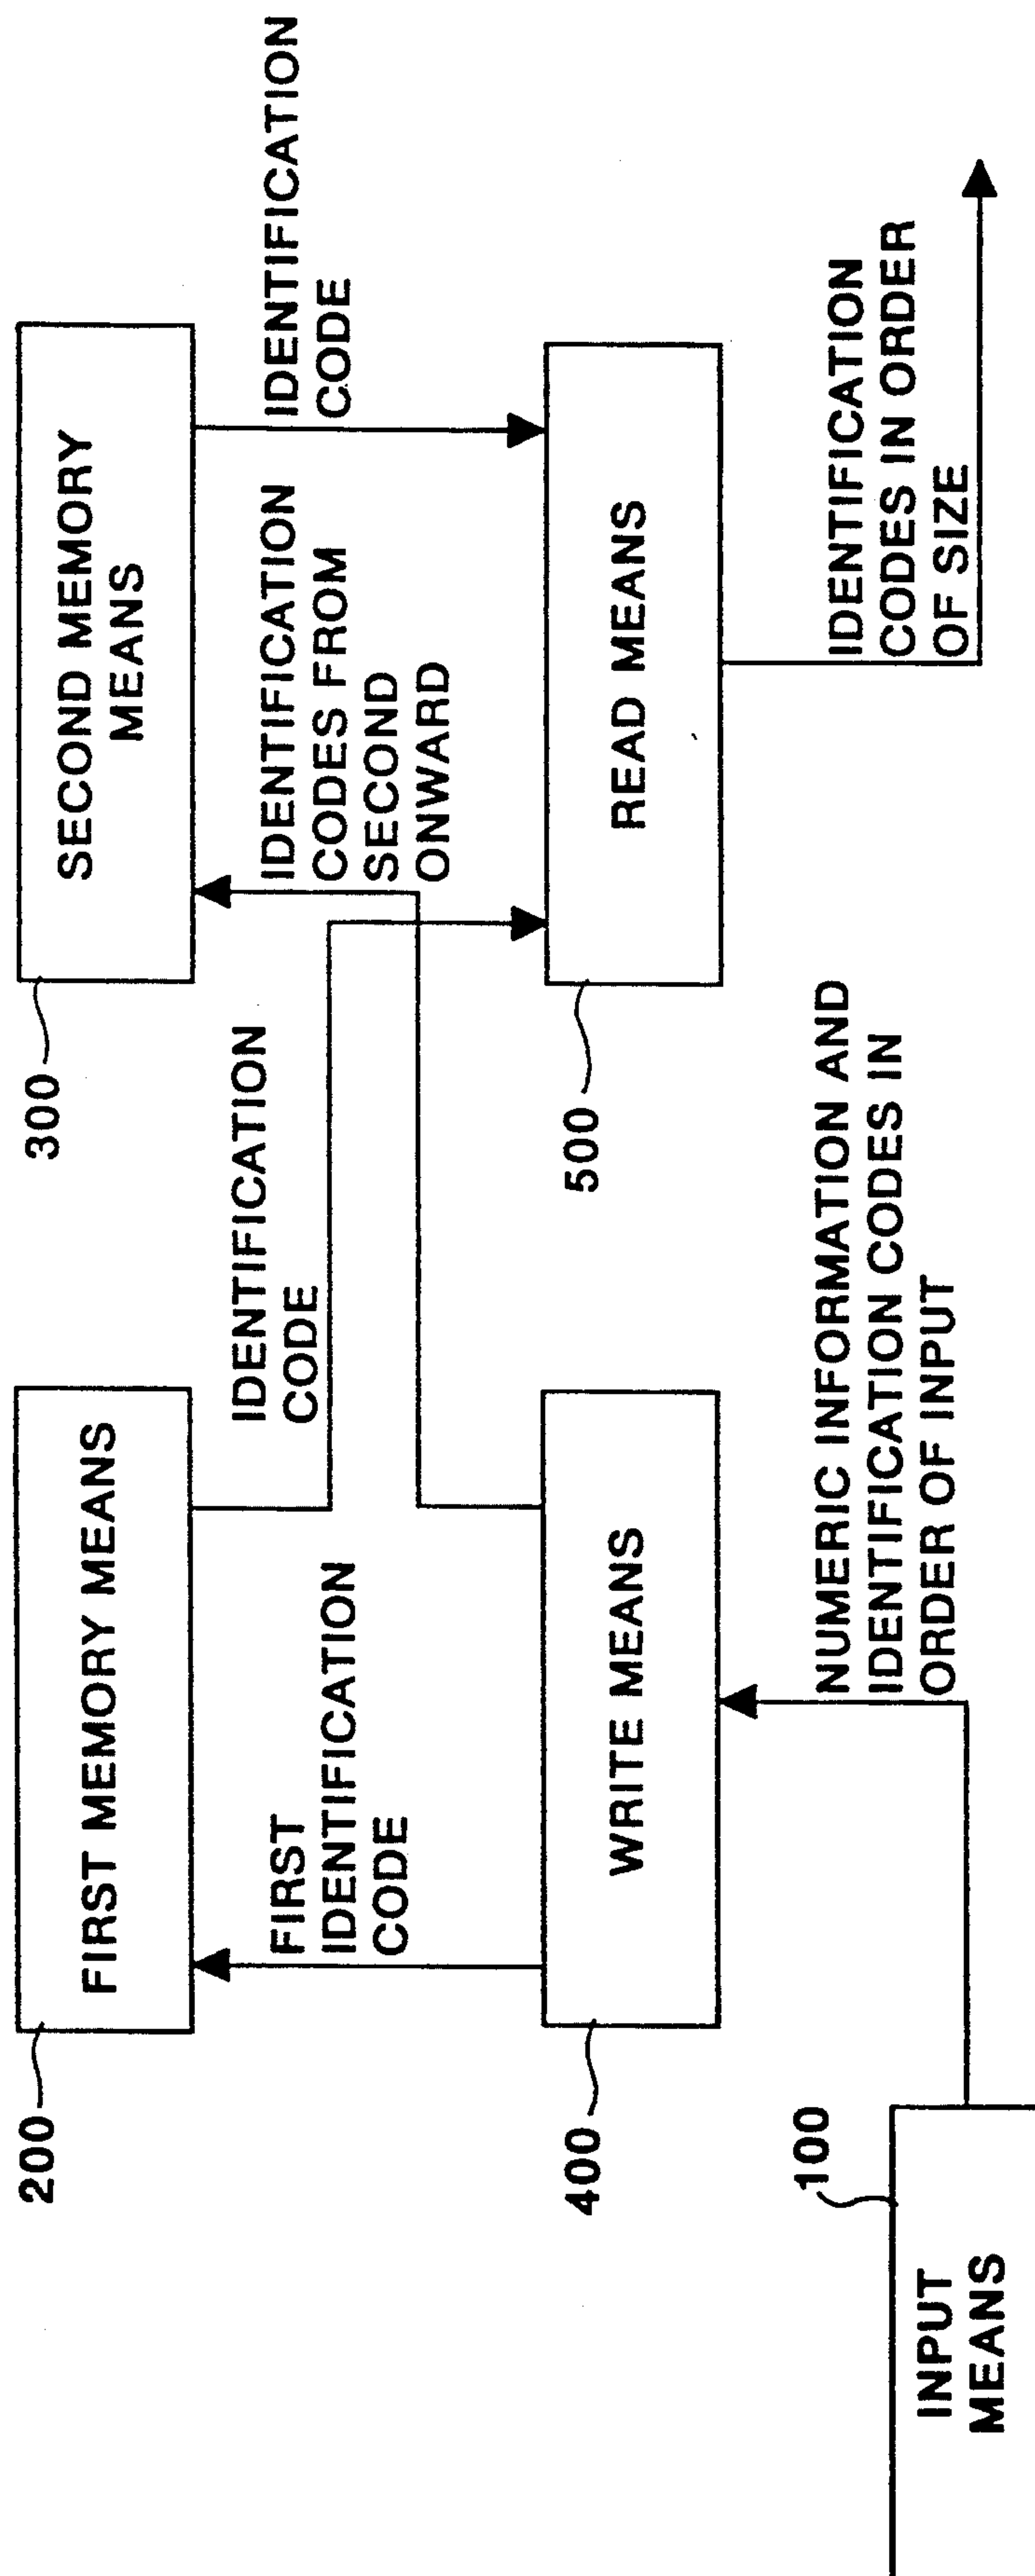 200
FIRST MEMORY MEANS
300
SECOND MEMORY
MEANS
FIRST
IDENTIFICATION
CODE
IDENTIFICATION
CODE
IDENTIFICATION
CODES FROM
SECOND
ONWARD
IDENTIFICATION
CODE
400
WRITE MEANS
500
READ MEANS
100
INPUT
MEANS
NUMERIC INFORMATION AND
IDENTIFICATION CODES IN
ORDER OF INPUT
IDENTIFICATION
CODES IN ORDER
OF SIZE